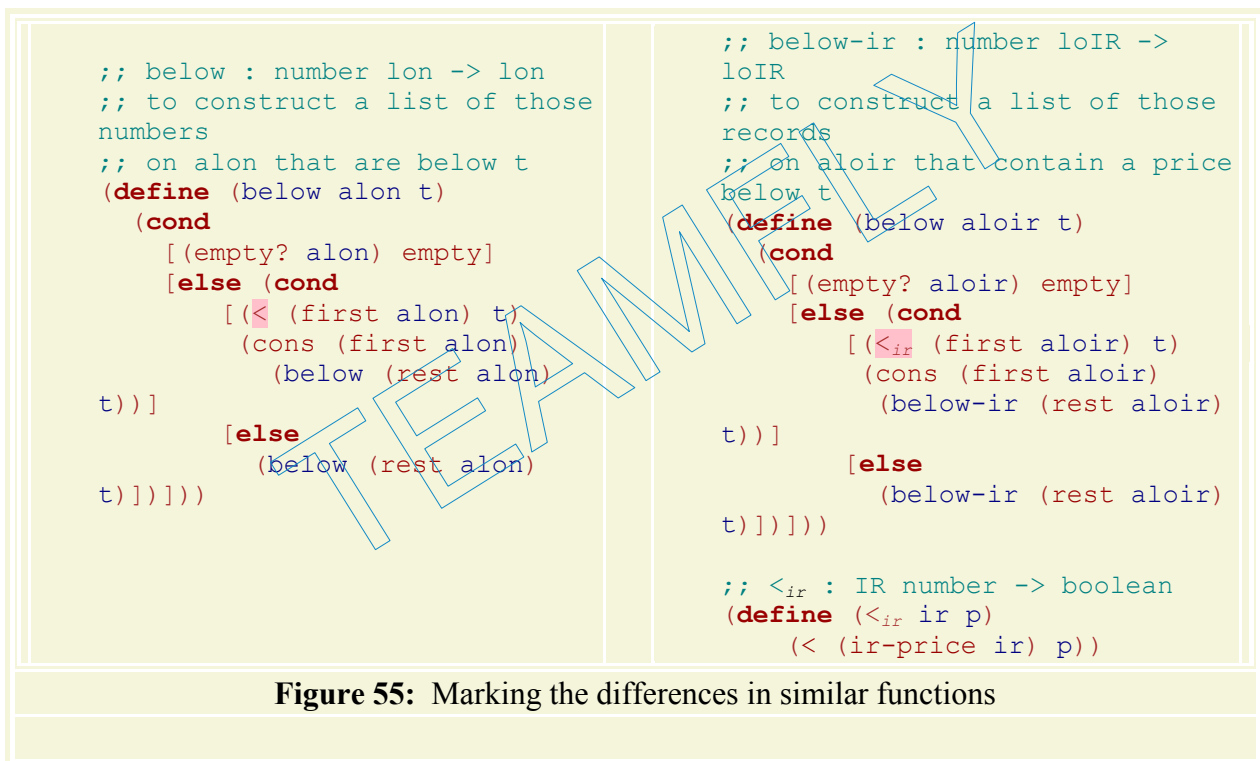 ;; below : number lon -> lon
;; to construct a list of those
numbers
;; on alon that are below t
(define (below alon t)
(cond
[(empty? alon) empty]
[else (cond
[(< (first alon) t)
(cons (first alon)
(below (rest alon)
t))]
[else
(below (rest alon)
t)])]))
;; below-ir : number loIR ->
loIR
;; to construct a list of those
records
;; on aloir that contain a price
below t
(define (below aloir t)
(cond
[(empty? aloir) empty]
[else (cond
[(<ir (first aloir) t)
(cons (first aloir)
(below-ir (rest aloir)
t))]
[else
(below-ir (rest aloir)
t)])]))
;; <ir : IR number -> boolean
(define (<ir ir p)
(< (ir-price ir) p))
TEAMFLY
Figure 55: Marking the differences in similar functions